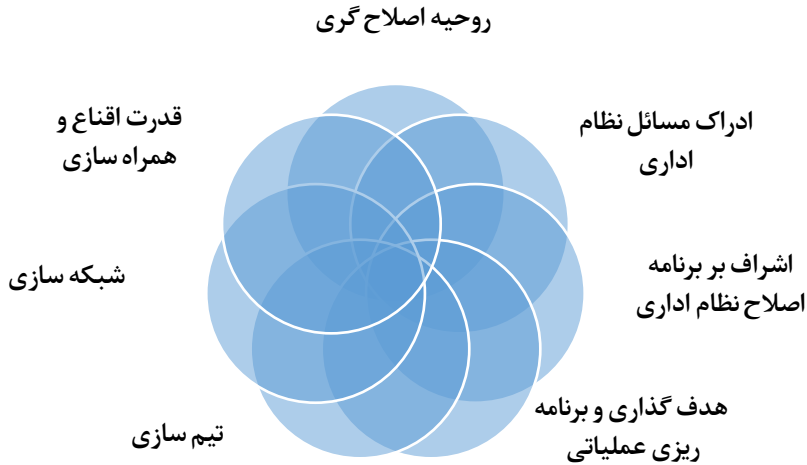 روحیه اصلاح گری
ادراک مسائل نظام
اداری
اشراف بر برنامه
اصلاح نظام اداری
هدف گذاری و برنامه
ریزی عملیاتی
تیم سازی
شبکه سازی
قدرت اقناع و
همراه سازی